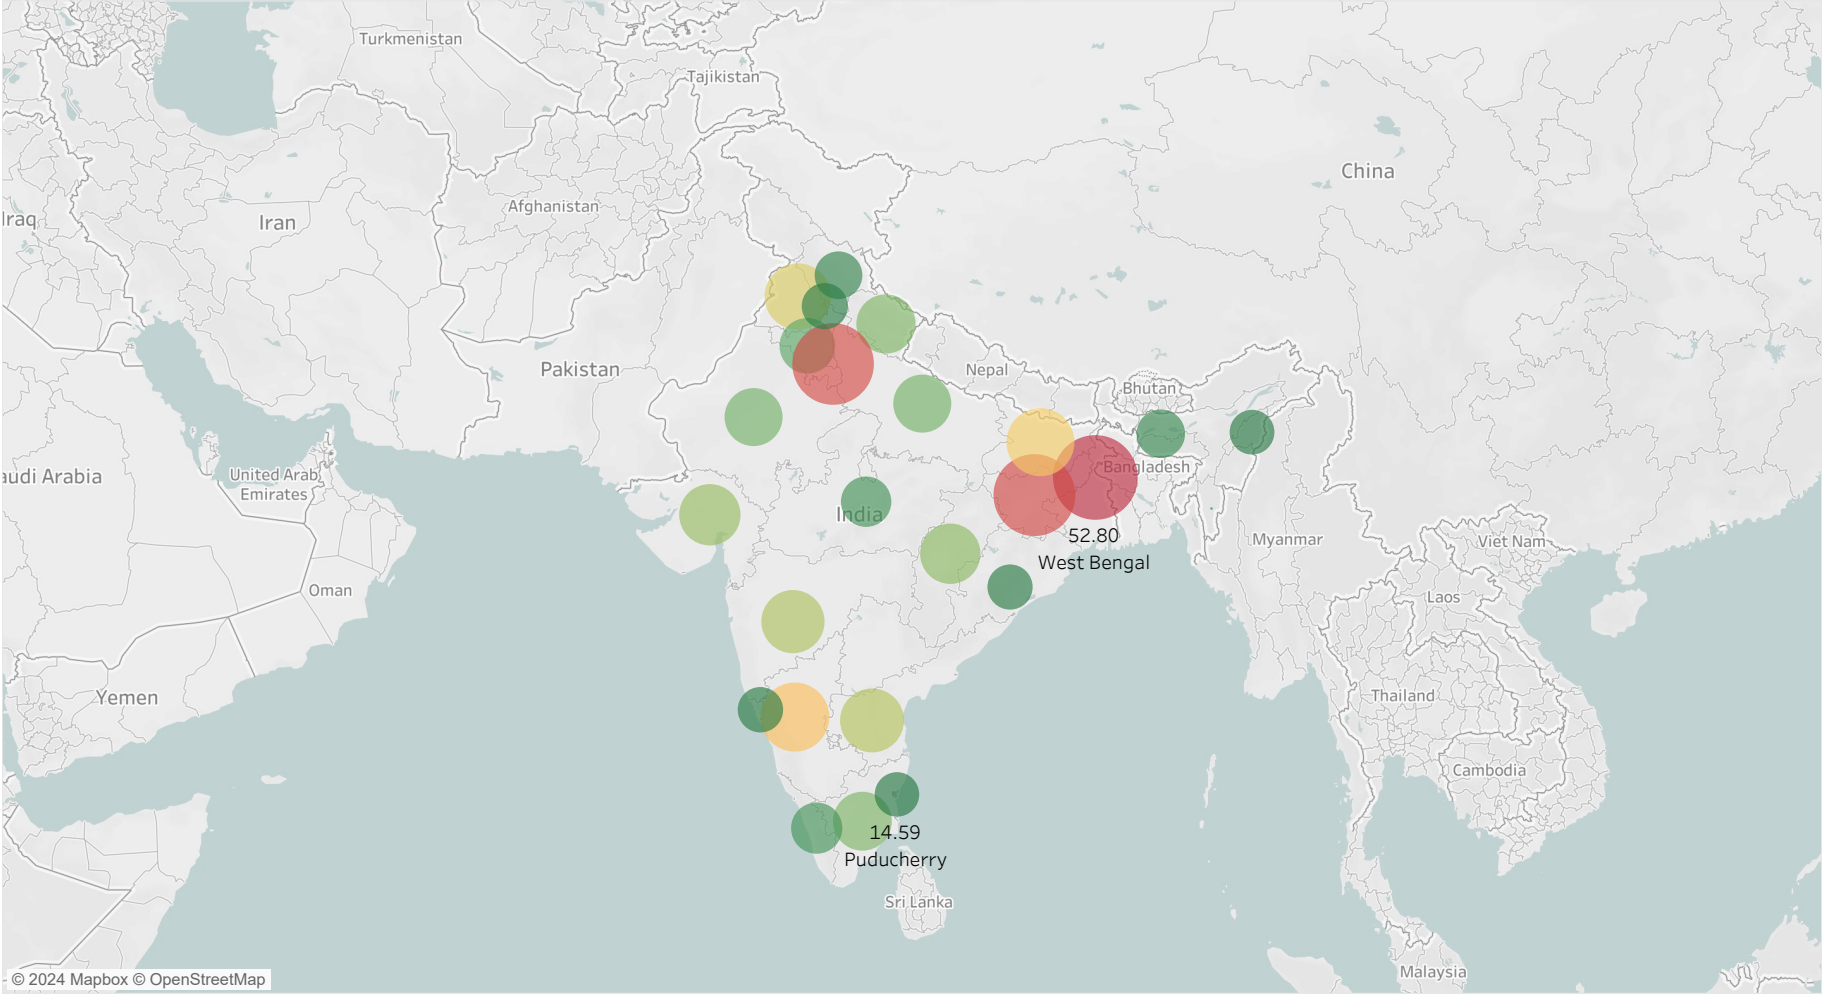 Turkmenistan
Tajikistan
China
Afghanistan
Iraq
Iran
Pakistan
Nepal
Bhutan
Bangladesh
audi Arabia
United Arab
Emirates
India
52.80
West Bengal
Myanmar
Viet Nam
Oman
Laos
Yemen
Thailand
Cambodia
14.59
Puducherry
Sri Lanka
Malaysia
© 2024 Mapbox © OpenStreetMap